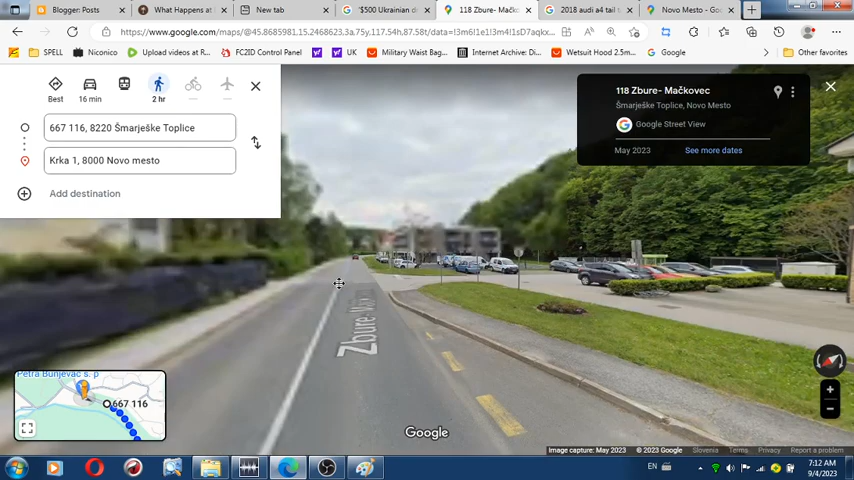 Blogger: Posts
What Happens at
New tab
'$500 Ukrainian d
118 Zbure- Mačko
2018 audi a4 tail t
Novo Mesto - Go
https://www.google.com/maps/@45.8685981,15.2468623,3a,75y,117.54h,87.58t/data=!3m6!1e1!3m4!1sD7aqkx...
SPELL
Niconico
Upload videos at R...
FC2ID Control Panel
UK
Y!
UK
Military Waist Bag...
Internet Archive: Di...
Wetsuit Hood 2.5m...
Google
Other favorites
Best
16 min
2 hr
667 116, 8220 Šmarješke Toplice
Krka 1, 8000 Novo mesto
Add destination
118 Zbure- Mačkovec
Šmarješke Toplice, Novo Mesto
Google Street View
May 2023
See more dates
Zbure- Ma
Petra Bunjevac s. p
667 116
Google
Image capture: May 2023
© 2023 Google
Slovenia
Terms
Privacy
Report a problem
EN
7:12 AM
9/4/2023